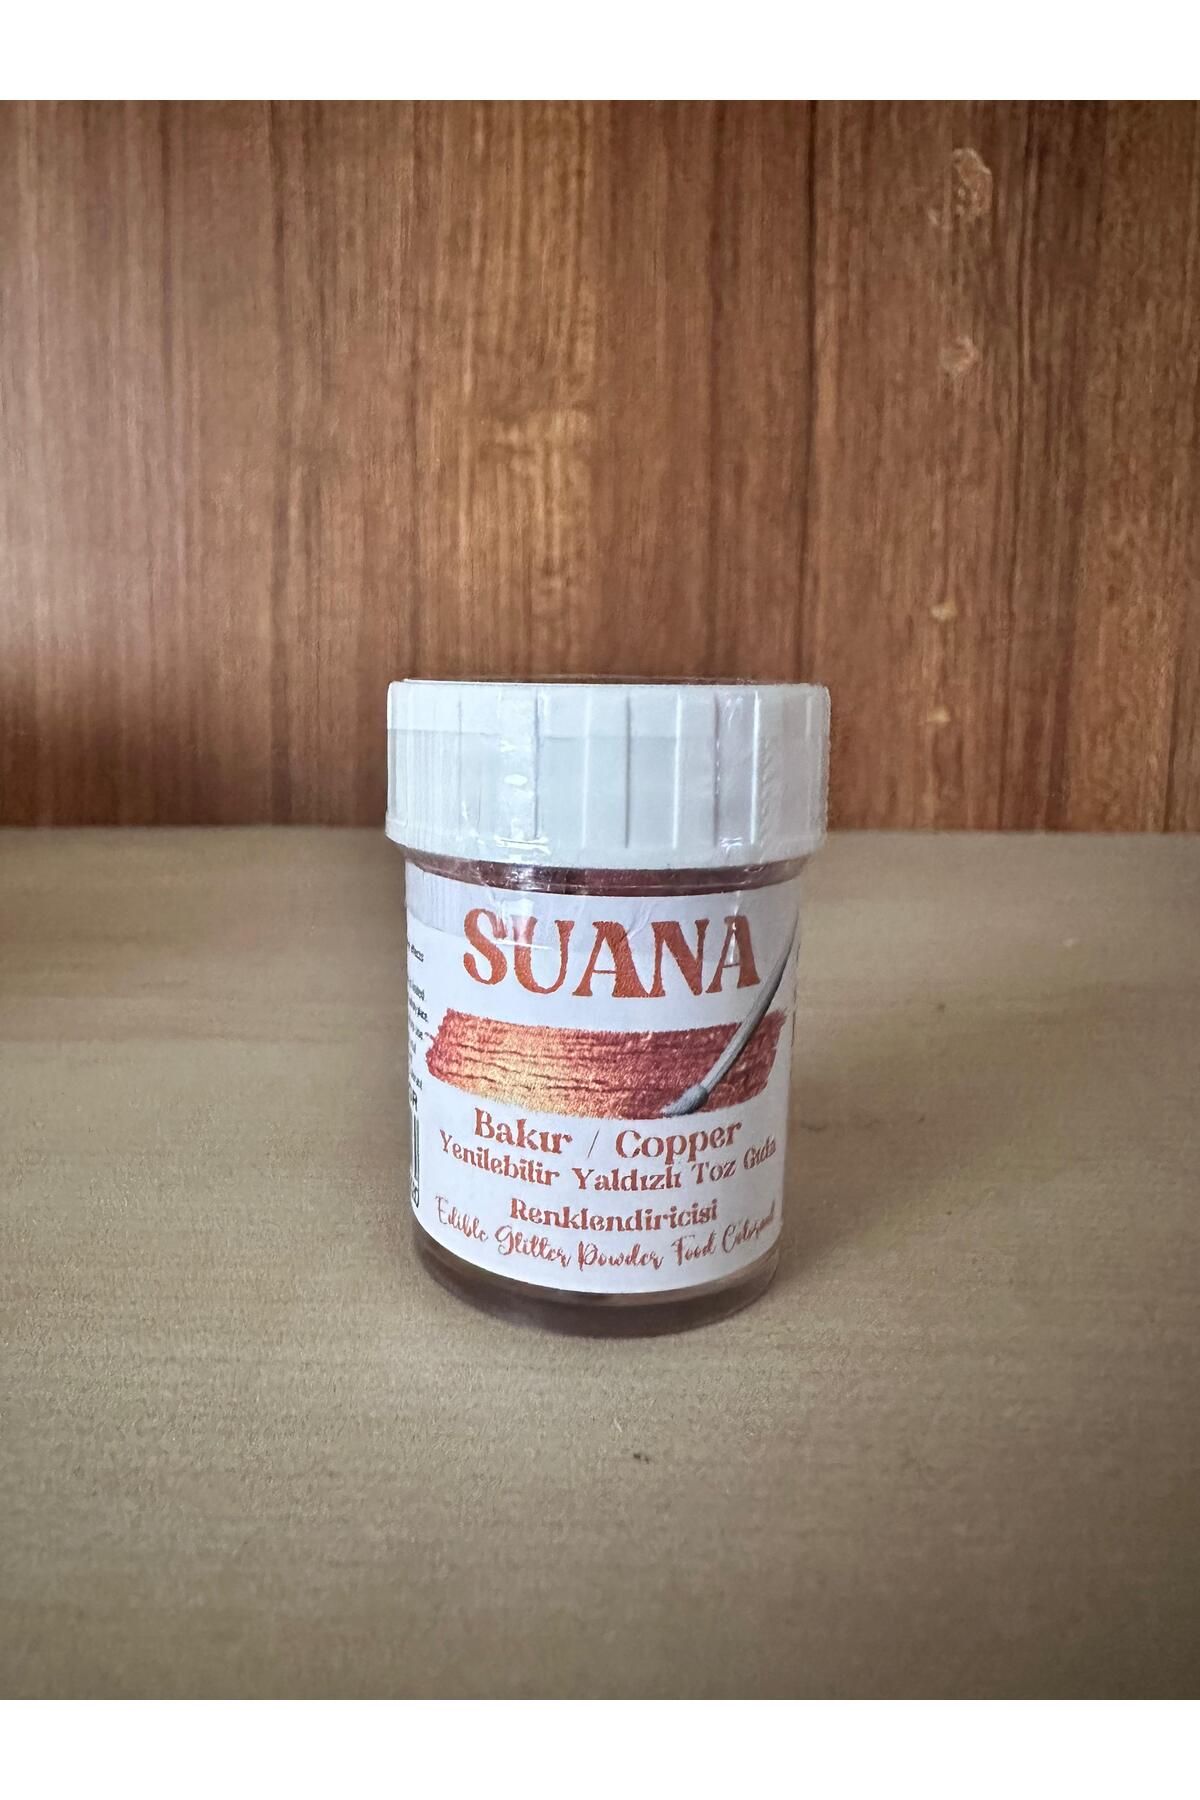 SUANA
Bakır / Copper
Yenilebilir Yaldızlı Toz Gıda
Renklendiricisi
Edible Glitter Powder Food Colorant